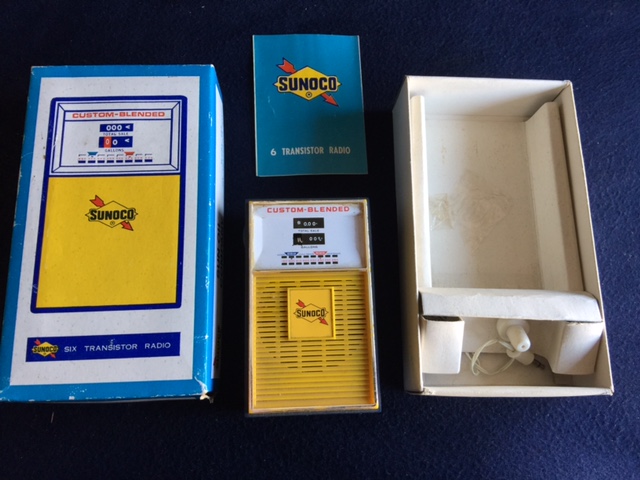 CUSTOM-BLENDED
000
TOTAL SALE
00
GALLONS
SUNOCO
SUNOCO SIX TRANSISTOR RADIO
SUNOCO
6 TRANSISTOR RADIO
CUSTOM-BLENDED
TOTAL SALE
GALLONS
SUNOCO